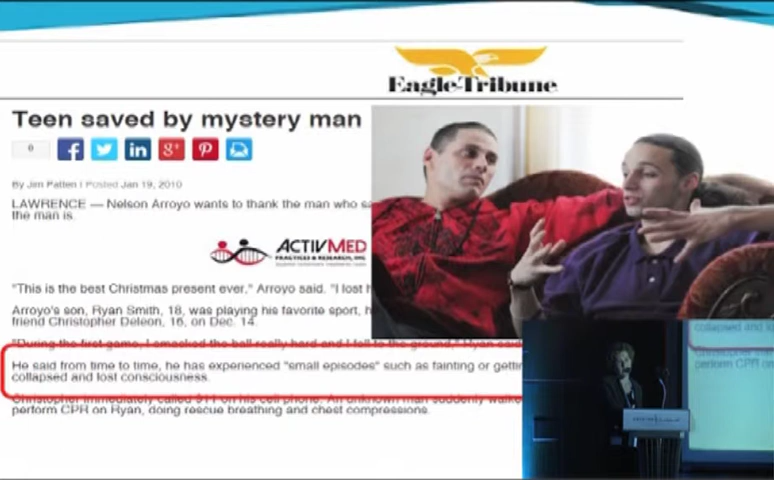 Eagle-Tribune
Teen saved by mystery man
0
By Jim Patten | Posted Jan 19, 2010
LAWRENCE — Nelson Arroyo wants to thank the man who
the man is.
ACTIVMED
PRACTICES & RESEARCH, INC.
"This is the best Christmas present ever," Arroyo said. "I lost
Arroyo's son, Ryan Smith, 18, was playing his favorite sport,
friend Christopher Deleon, 16, on Dec. 14.
"During the first game, I smacked the ball really hard and I fell to the ground," Ryan
He said from time to time, he has experienced "small episodes" such as fainting or
collapsed and lost consciousness.
Christopher immediately called 911 on his cell phone. An unknown man suddenly
perform CPR on Ryan, doing rescue breathing and chest compressions.
collapsed and
perform CPR